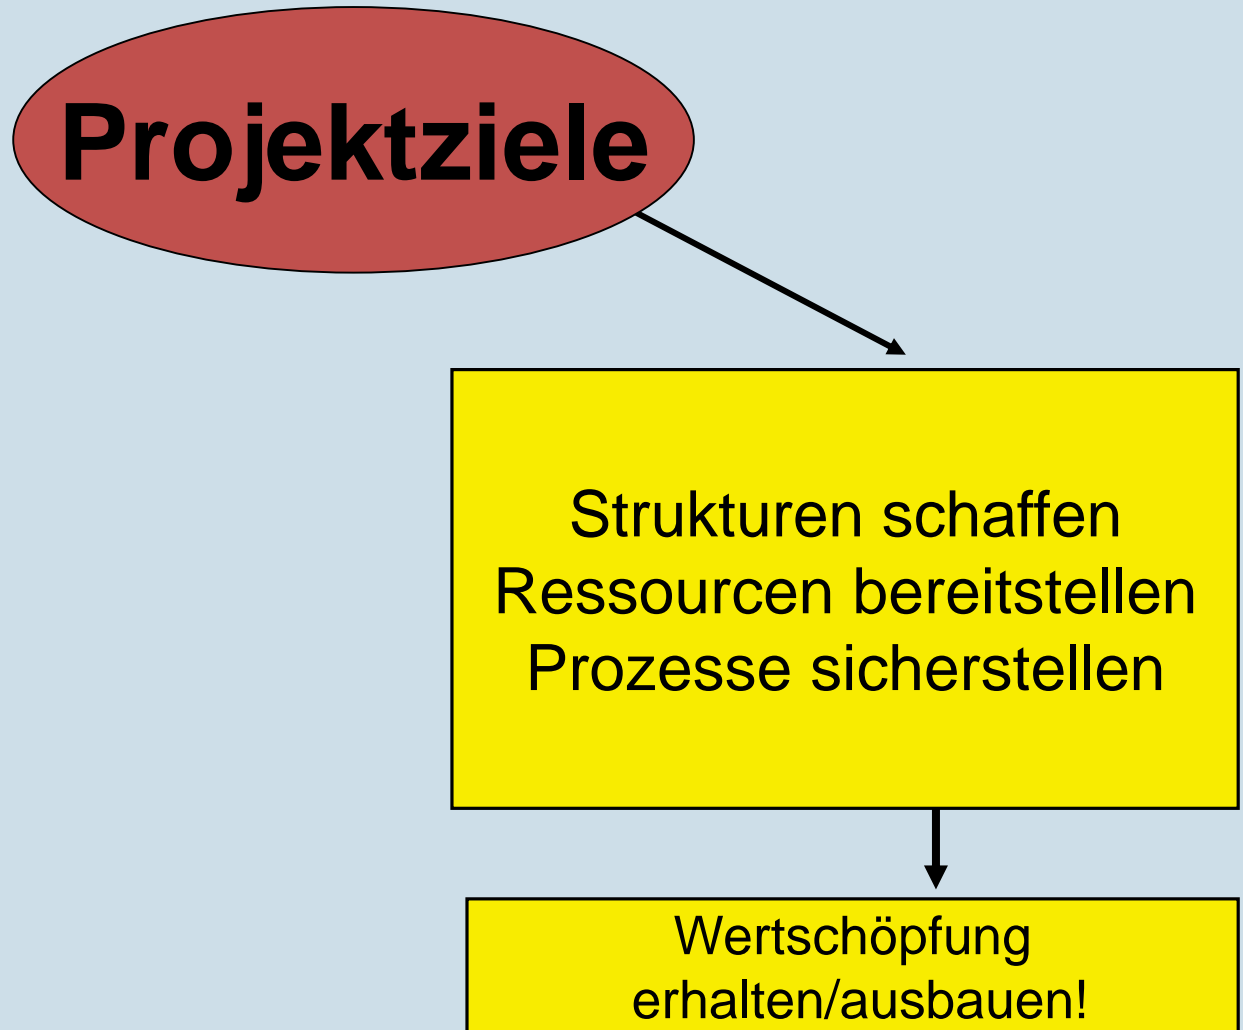 Projektziele
Strukturen schaffen
Ressourcen bereitstellen
Prozesse sicherstellen
Wertschöpfung
erhalten/ausbauen!